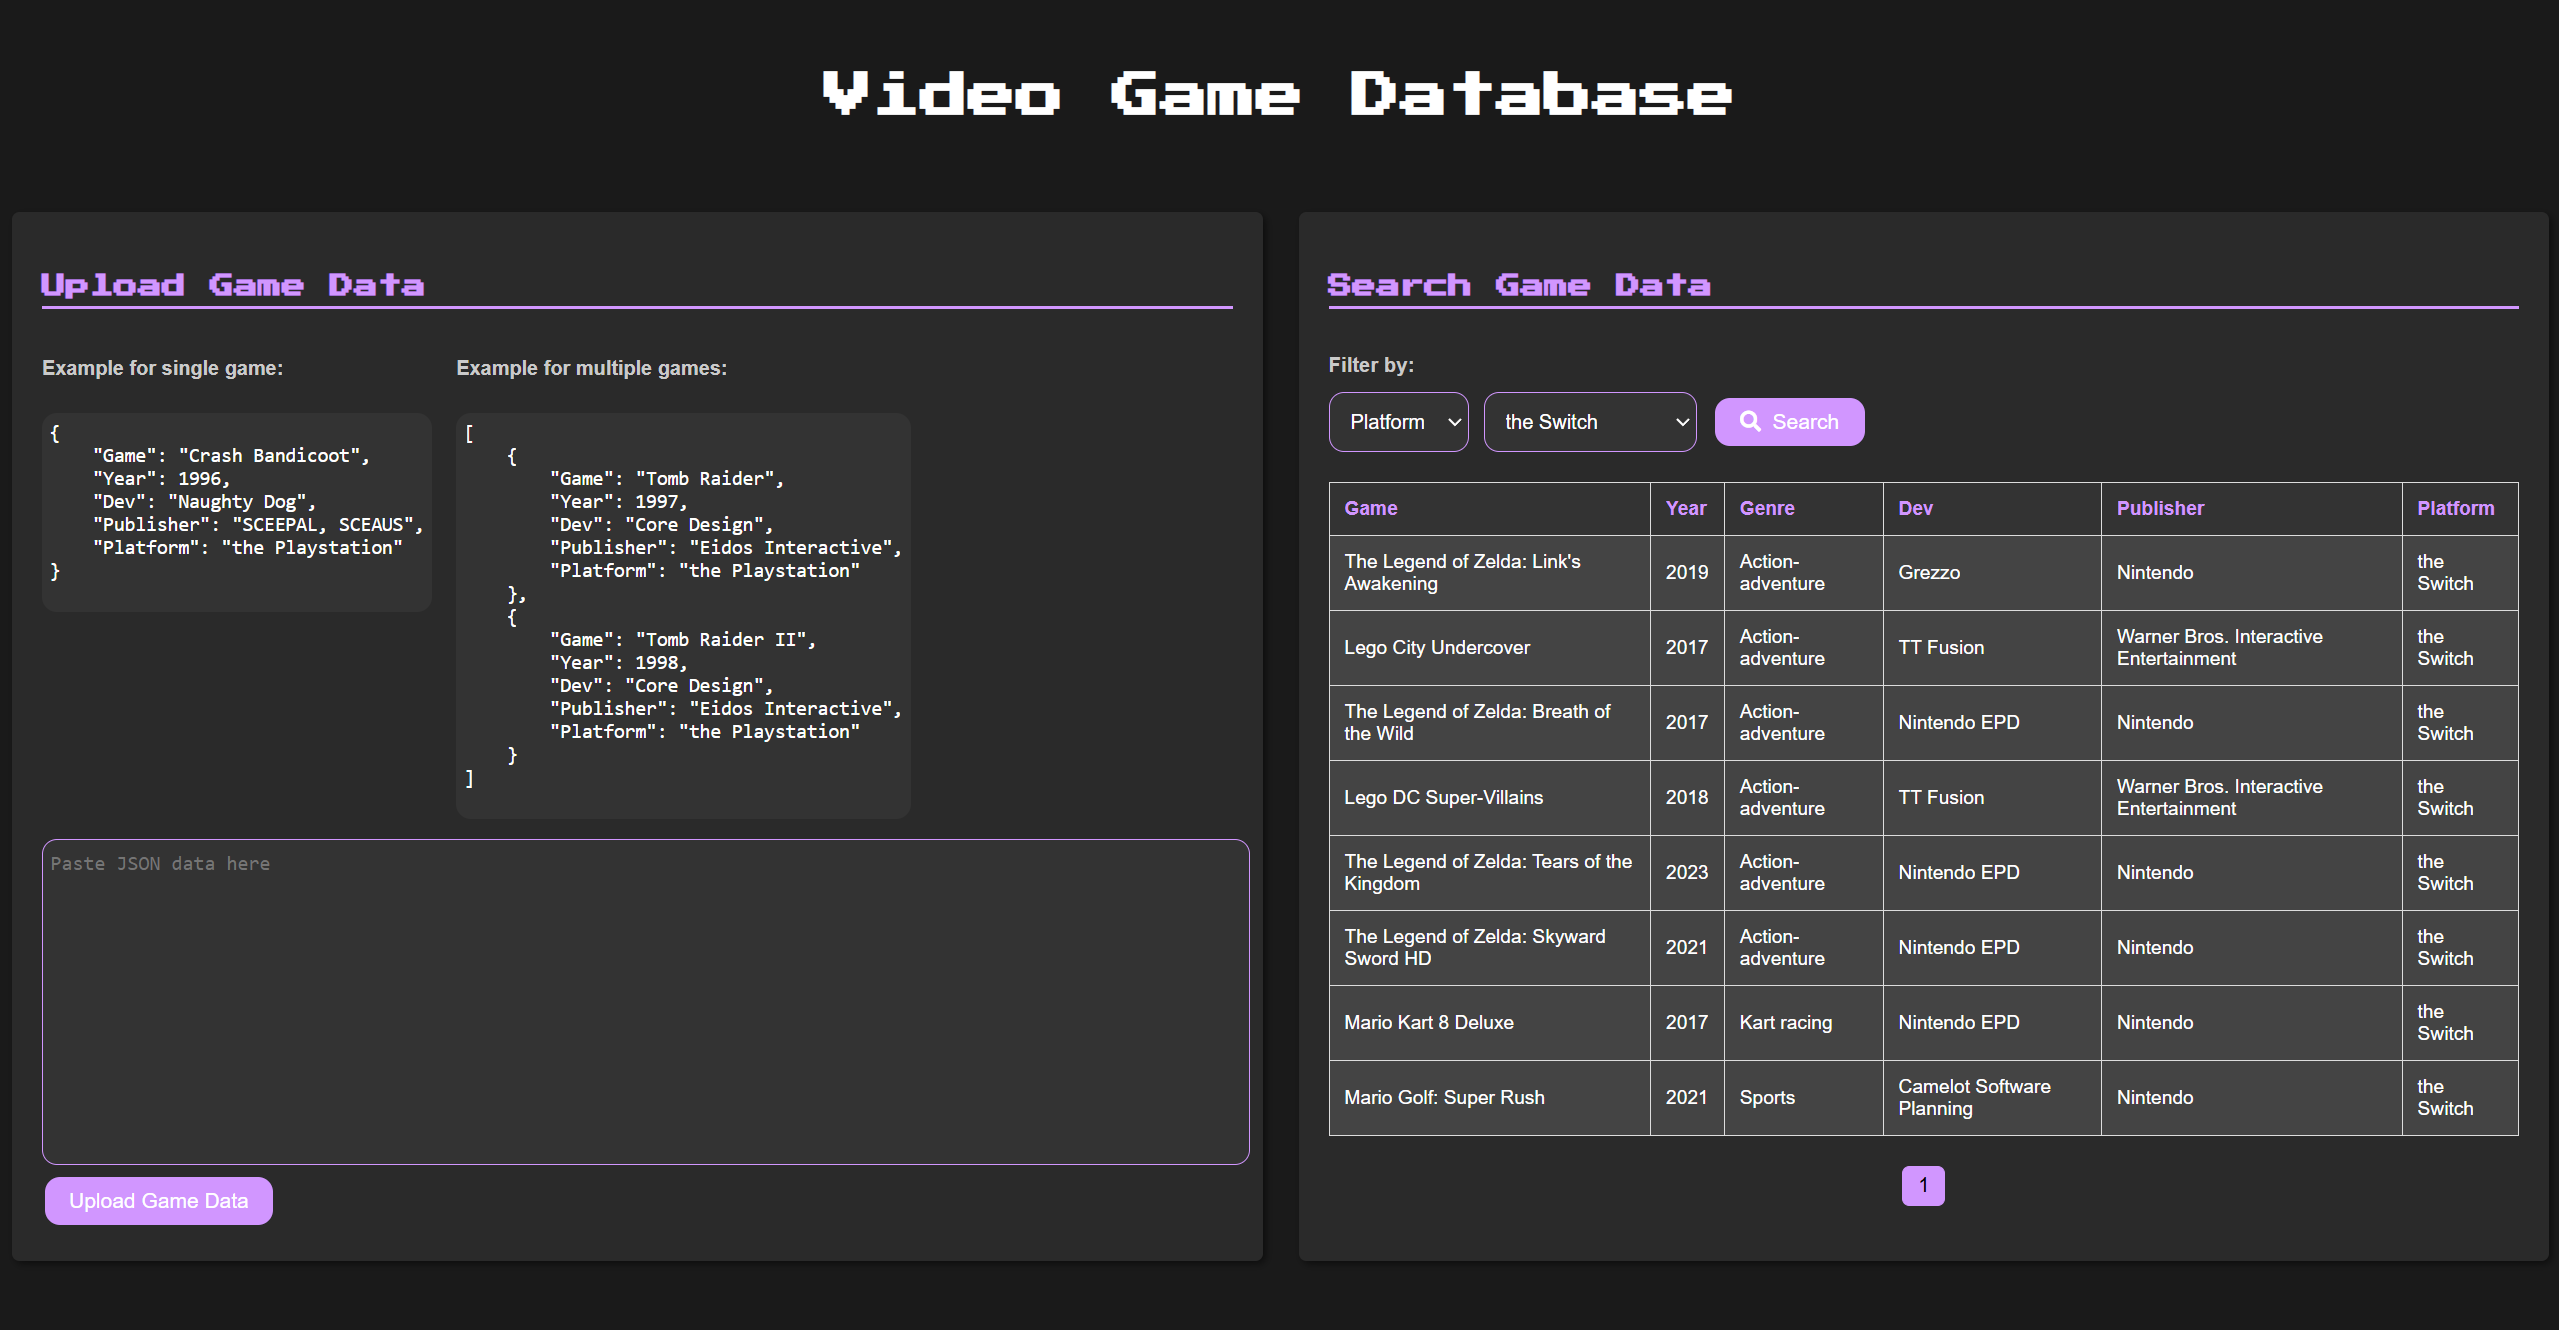 Video Game Database
Upload Game Data
Example for single game:
{
    "Game": "Crash Bandicoot",
    "Year": 1996,
    "Dev": "Naughty Dog",
    "Publisher": "SCEEPAL, SCEAUS",
    "Platform": "the Playstation"
}
Example for multiple games:
[
    {
        "Game": "Tomb Raider",
        "Year": 1997,
        "Dev": "Core Design",
        "Publisher": "Eidos Interactive",
        "Platform": "the Playstation"
    },
    {
        "Game": "Tomb Raider II",
        "Year": 1998,
        "Dev": "Core Design",
        "Publisher": "Eidos Interactive",
        "Platform": "the Playstation"
    }
]
Paste JSON data here
Upload Game Data
Search Game Data
Filter by:
Platform the Switch Search
Game Year Genre Dev Publisher Platform
The Legend of Zelda: Link's
Awakening
2019
Action-
adventure
Grezzo
Nintendo
the
Switch
Lego City Undercover
2017
Action-
adventure
TT Fusion
Warner Bros. Interactive
Entertainment
the
Switch
The Legend of Zelda: Breath of
the Wild
2017
Action-
adventure
Nintendo EPD
Nintendo
the
Switch
Lego DC Super-Villains
2018
Action-
adventure
TT Fusion
Warner Bros. Interactive
Entertainment
the
Switch
The Legend of Zelda: Tears of the
Kingdom
2023
Action-
adventure
Nintendo EPD
Nintendo
the
Switch
The Legend of Zelda: Skyward
Sword HD
2021
Action-
adventure
Nintendo EPD
Nintendo
the
Switch
Mario Kart 8 Deluxe
2017
Kart racing
Nintendo EPD
Nintendo
the
Switch
Mario Golf: Super Rush
2021
Sports
Camelot Software
Planning
Nintendo
the
Switch
1